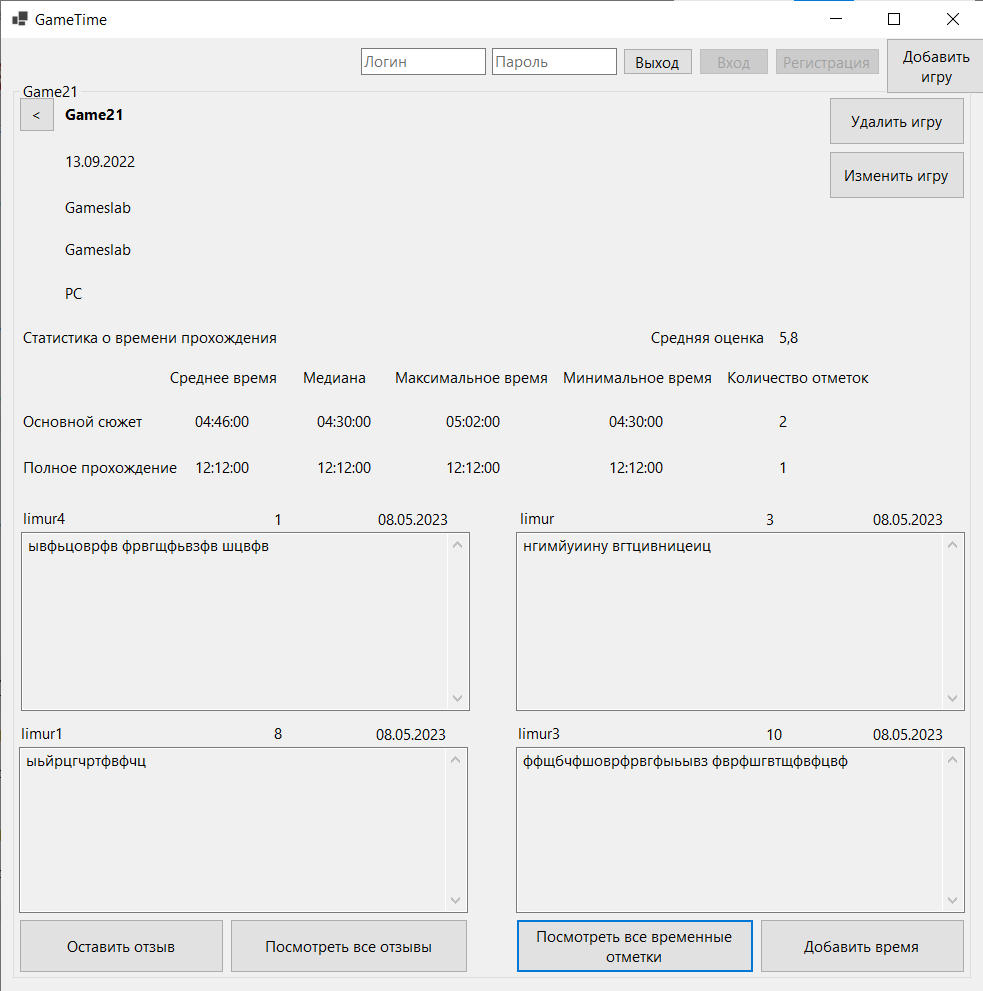 GameTime
Логин Пароль Выход Вход Регистрация Добавить игру
Game21
< Game21
Удалить игру
13.09.2022
Изменить игру
Gameslab
Gameslab
PC
Статистика о времени прохождения Средняя оценка 5,8
Среднее время Медиана Максимальное время Минимальное время Количество отметок
Основной сюжет 04:46:00 04:30:00 05:02:00 04:30:00 2
Полное прохождение 12:12:00 12:12:00 12:12:00 12:12:00 1
limur4 1 08.05.2023
ывфьцоврфв фрвгщфьвзфв шцвфв
limur 3 08.05.2023
нгимйуиину вгтцивницеиц
limur1 8 08.05.2023
ыьйрцгчртфвфчц
limur3 10 08.05.2023
ффщбчфшоврфрвгфыьывз фврфшгвтщфвфцвф
Оставить отзыв Посмотреть все отзывы Посмотреть все временные отметки Добавить время